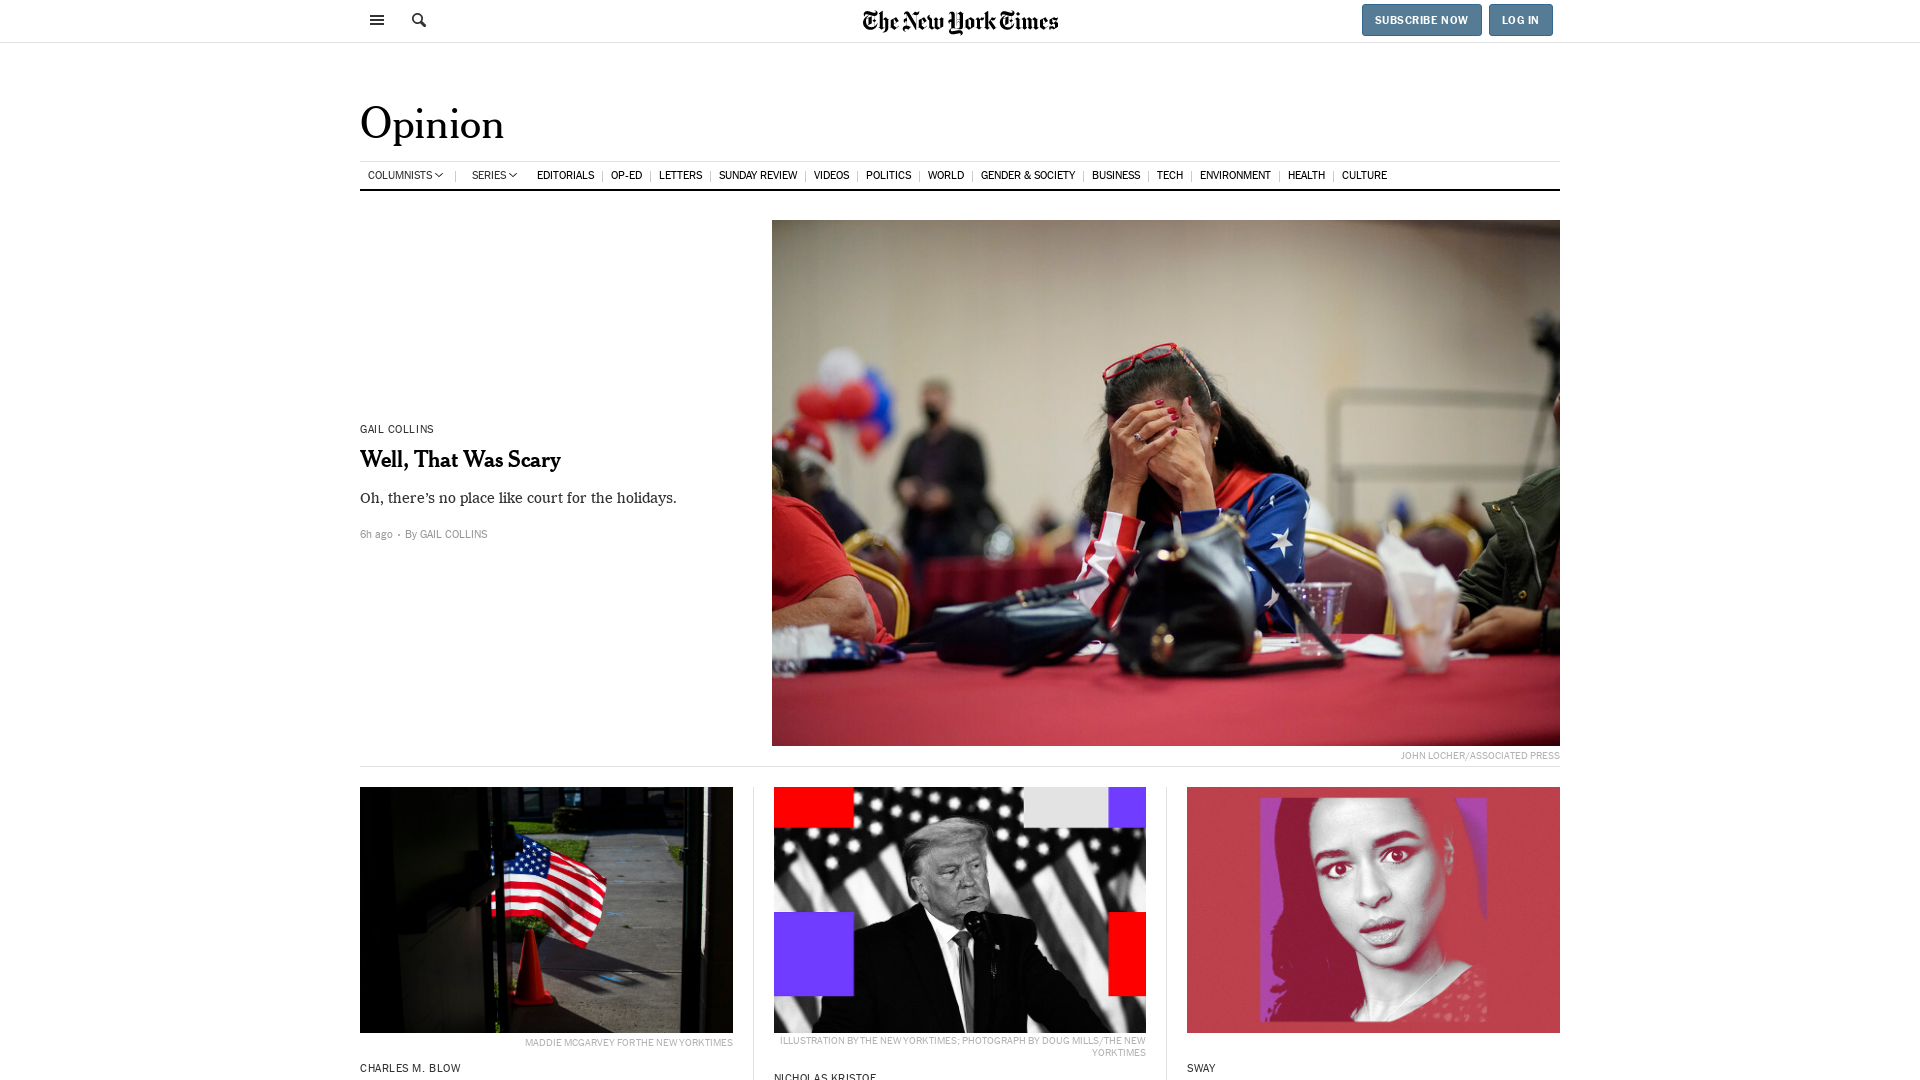 The New York Times
SUBSCRIBE NOW
LOG IN
Opinion
COLUMNISTS
SERIES
EDITORIALS
OP-ED
LETTERS
SUNDAY REVIEW
VIDEOS
POLITICS
WORLD
GENDER & SOCIETY
BUSINESS
TECH
ENVIRONMENT
HEALTH
CULTURE
GAIL COLLINS
Well, That Was Scary
Oh, there’s no place like court for the holidays.
6h ago · By GAIL COLLINS
JOHN LOCHER/ASSOCIATED PRESS
MADDIE MCGARVEY FOR THE NEW YORK TIMES
CHARLES M. BLOW
ILLUSTRATION BY THE NEW YORK TIMES; PHOTOGRAPH BY DOUG MILLS/THE NEW
YORK TIMES
NICHOLAS KRISTOF
SWAY